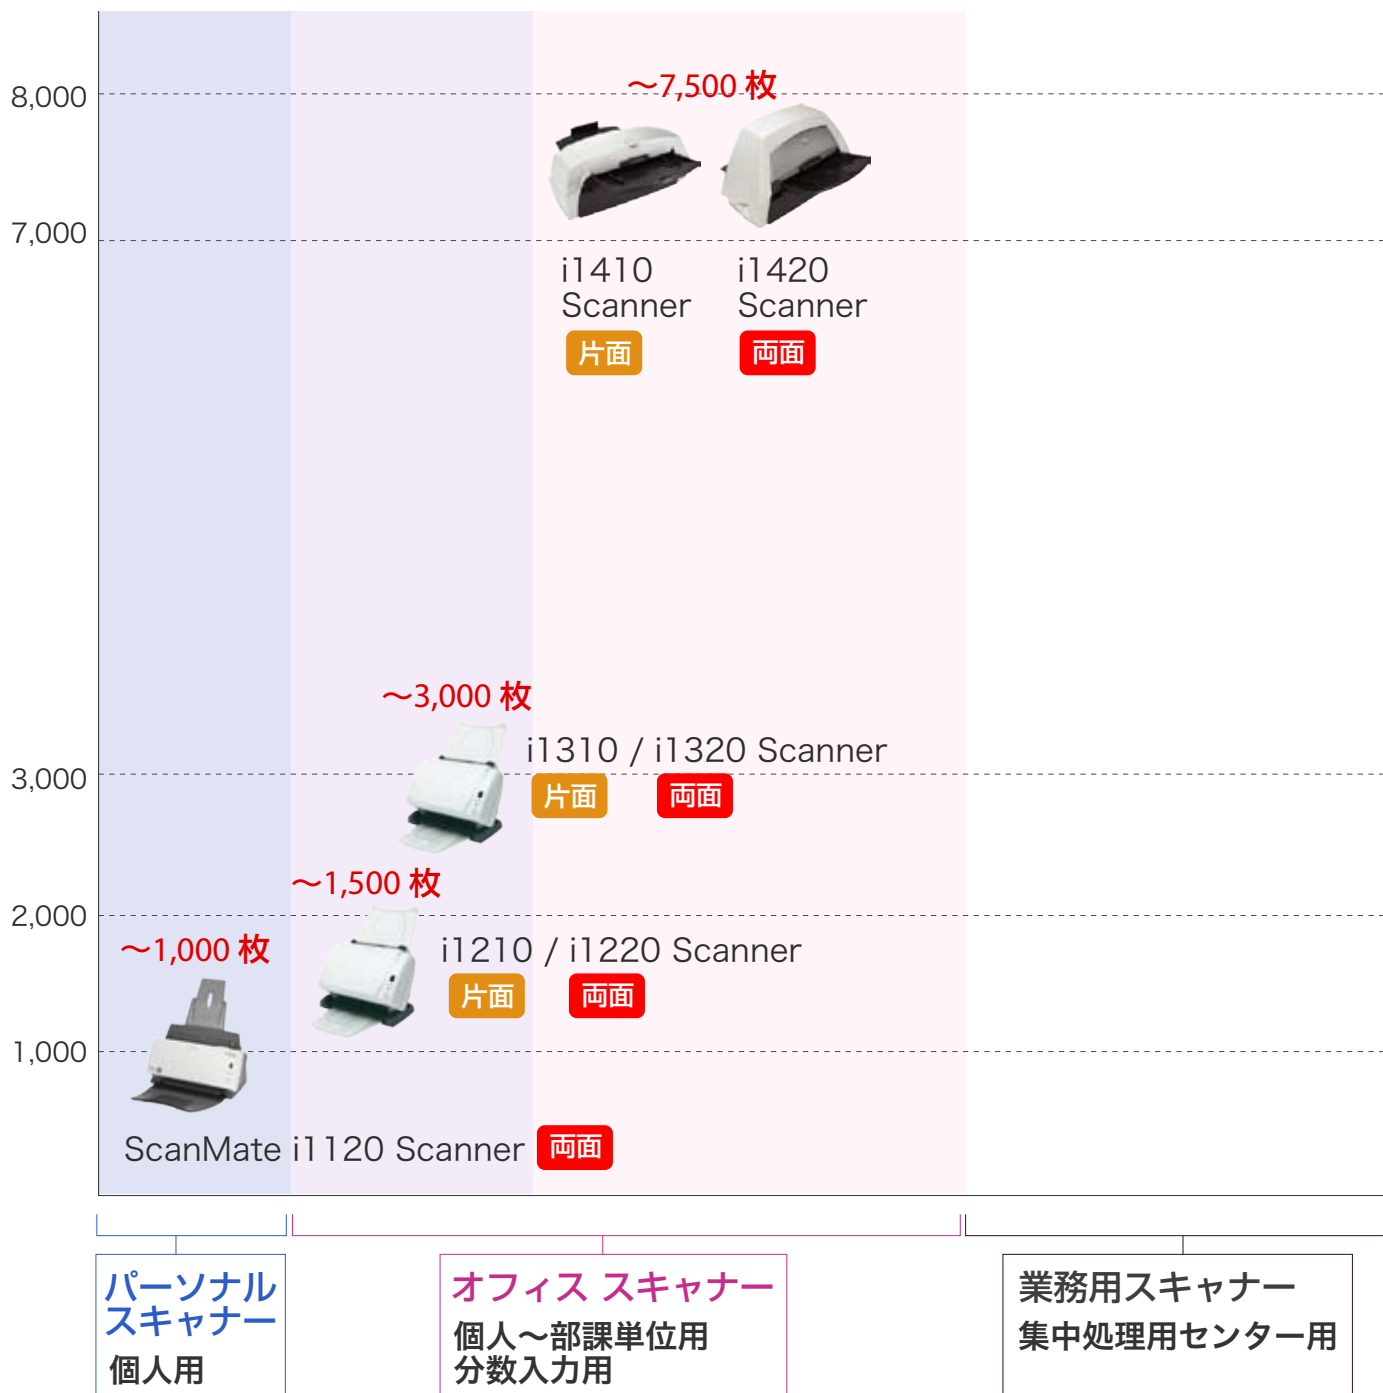 8,000
～7,500 枚
7,000
i1410
Scanner
片面
i1420
Scanner
両面
～3,000 枚
i1310 / i1320 Scanner
3,000
片面 両面
～1,500 枚
2,000
～1,000 枚
i1210 / i1220 Scanner
片面 両面
1,000
ScanMate i1120 Scanner 両面
パーソナル
スキャナー
個人用
オフィス スキャナー
個人～部課単位用
分数入力用
業務用スキャナー
集中処理用センター用